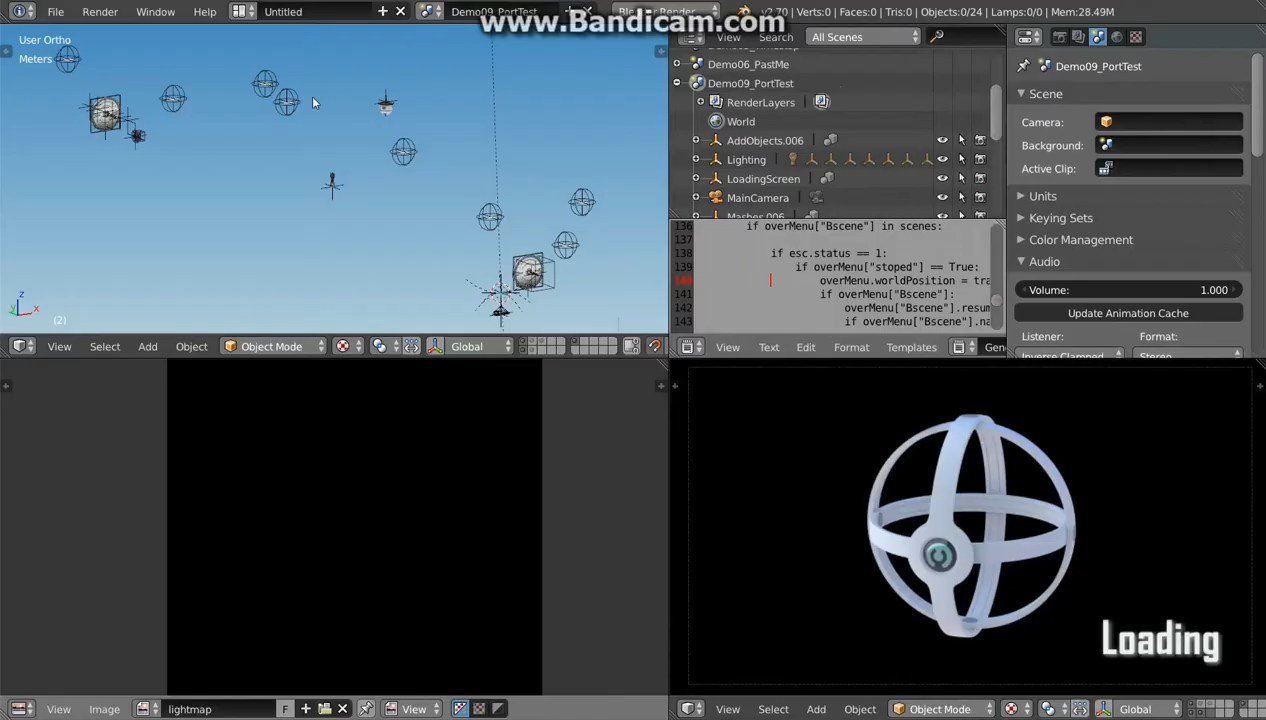 File Render Window Help Untitled Demo09_PortTest v2.70 | Verts:0 | Faces:0 | Tris:0 | Objects:0/24 | Lamps:0/0 | Mem:28.49M
www.Bandicam.com
User Ortho
Meters
z
y
x
(2)
View Select Add Object Object Mode Global
View Search All Scenes
Demo06_PastMe
Demo09_PortTest
RenderLayers
World
AddObjects.006
Lighting
LoadingScreen
MainCamera
Meshes.006
136 if overMenu["Bscene"] in scenes:
137
138 if esc.status == 1:
139 if overMenu["stoped"] == True:
140 overMenu.worldPosition = tra
141 if overMenu["Bscene"]:
142 overMenu["Bscene"].resu
143 if overMenu["Bscene"].na
View Text Edit Format Templates Gen
Demo09_PortTest
Scene
Camera:
Background:
Active Clip:
Units
Keying Sets
Color Management
Audio
Volume: 1.000
Update Animation Cache
Listener: Format:
Inverse Clamped Stereo
View Image lightmap F View
Loading
View Select Add Object Object Mode Global